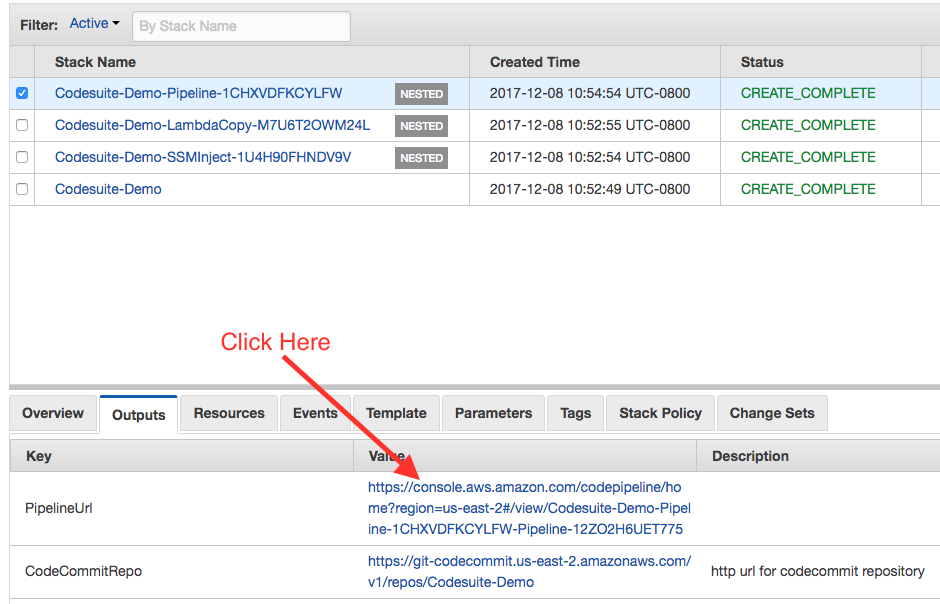 Filter: Active By Stack Name
Stack Name Created Time Status
Codesuite-Demo-Pipeline-1CHXVDFKCYLFW NESTED 2017-12-08 10:54:54 UTC-0800 CREATE_COMPLETE
Codesuite-Demo-LambdaCopy-M7U6T2OWM24L NESTED 2017-12-08 10:52:55 UTC-0800 CREATE_COMPLETE
Codesuite-Demo-SSMInject-1U4H90FHNDV9V NESTED 2017-12-08 10:52:54 UTC-0800 CREATE_COMPLETE
Codesuite-Demo 2017-12-08 10:52:49 UTC-0800 CREATE_COMPLETE
Click Here
Overview Outputs Resources Events Template Parameters Tags Stack Policy Change Sets
Key Value Description
PipelineUrl
https://console.aws.amazon.com/codepipeline/ho
me?region=us-east-2#/view/Codesuite-Demo-Pipel
ine-1CHXVDFKCYLFW-Pipeline-12ZO2H6UET775
CodeCommitRepo
https://git-codecommit.us-east-2.amazonaws.com/
v1/repos/Codesuite-Demo
http url for codecommit repository